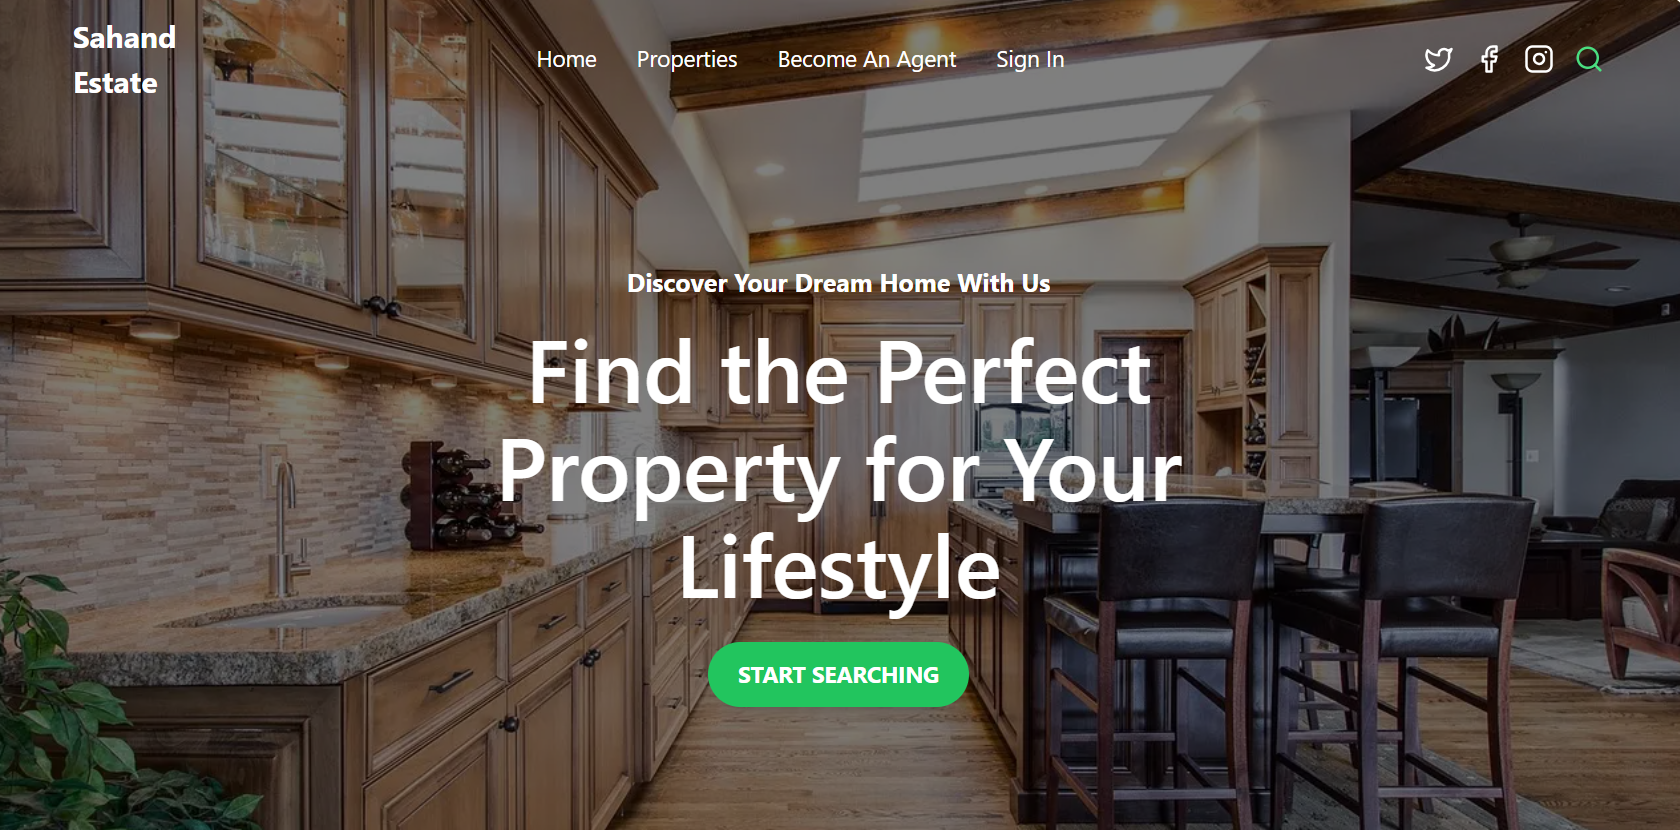 Sahand
Estate
Home Properties Become An Agent Sign In
Discover Your Dream Home With Us
Find the Perfect
Property for Your
Lifestyle
START SEARCHING